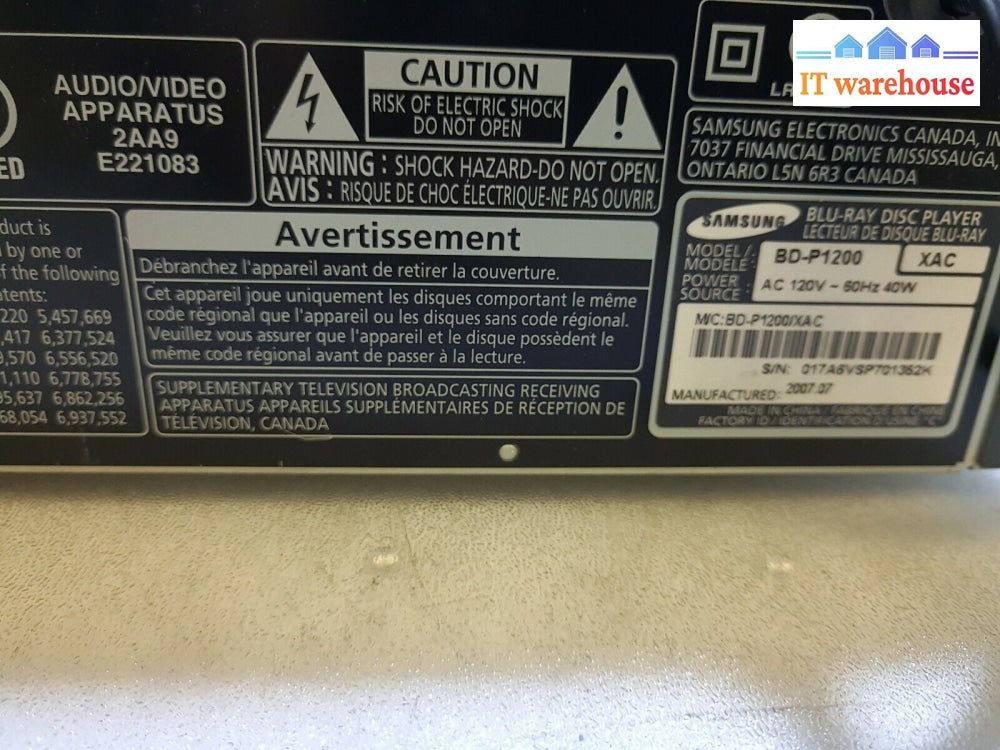 IT warehouse
AUDIO/VIDEO
APPARATUS
2AA9
E221083
CAUTION
RISK OF ELECTRIC SHOCK
DO NOT OPEN
WARNING : SHOCK HAZARD-DO NOT OPEN.
AVIS : RISQUE DE CHOC ÉLECTRIQUE-NE PAS OUVRIR.
SAMSUNG ELECTRONICS CANADA,
7037 FINANCIAL DRIVE MISSISSAUGA,
ONTARIO L5N 6R3 CANADA
duct is
by one or
f the following
atents:
220 5,457,669
,417 6,377,524
,570 6,556,520
1,110 6,778,755
95,637 6,862,256
68,054 6,937,552
Avertissement
Débranchez l'appareil avant de retirer la couverture.
Cet appareil joue uniquement les disques comportant le même
code régional que l'appareil ou les disques sans code régional.
Veuillez vous assurer que l'appareil et le disque possèdent le
même code régional avant de passer à la lecture.
SUPPLEMENTARY TELEVISION BROADCASTING RECEIVING
APPARATUS APPAREILS SUPPLÉMENTAIRES DE RÉCEPTION DE
TÉLEVISION, CANADA
SAMSUNG BLU-RAY DISC PLAYER
LECTEUR DE DISQUE BLU-RAY
MODEL/
MODÈLE : BD-P1200 XAC
POWER
SOURCE : AC 120V ~ 60Hz 40W
M/C:BD-P1200/XAC
S/N: 017A6VSP701362K
MANUFACTURED: 2007.07
MADE IN CHINA / FABRIQUÉ EN CHINE
FACTORY ID / IDENTIFICATION D'USINE "C"